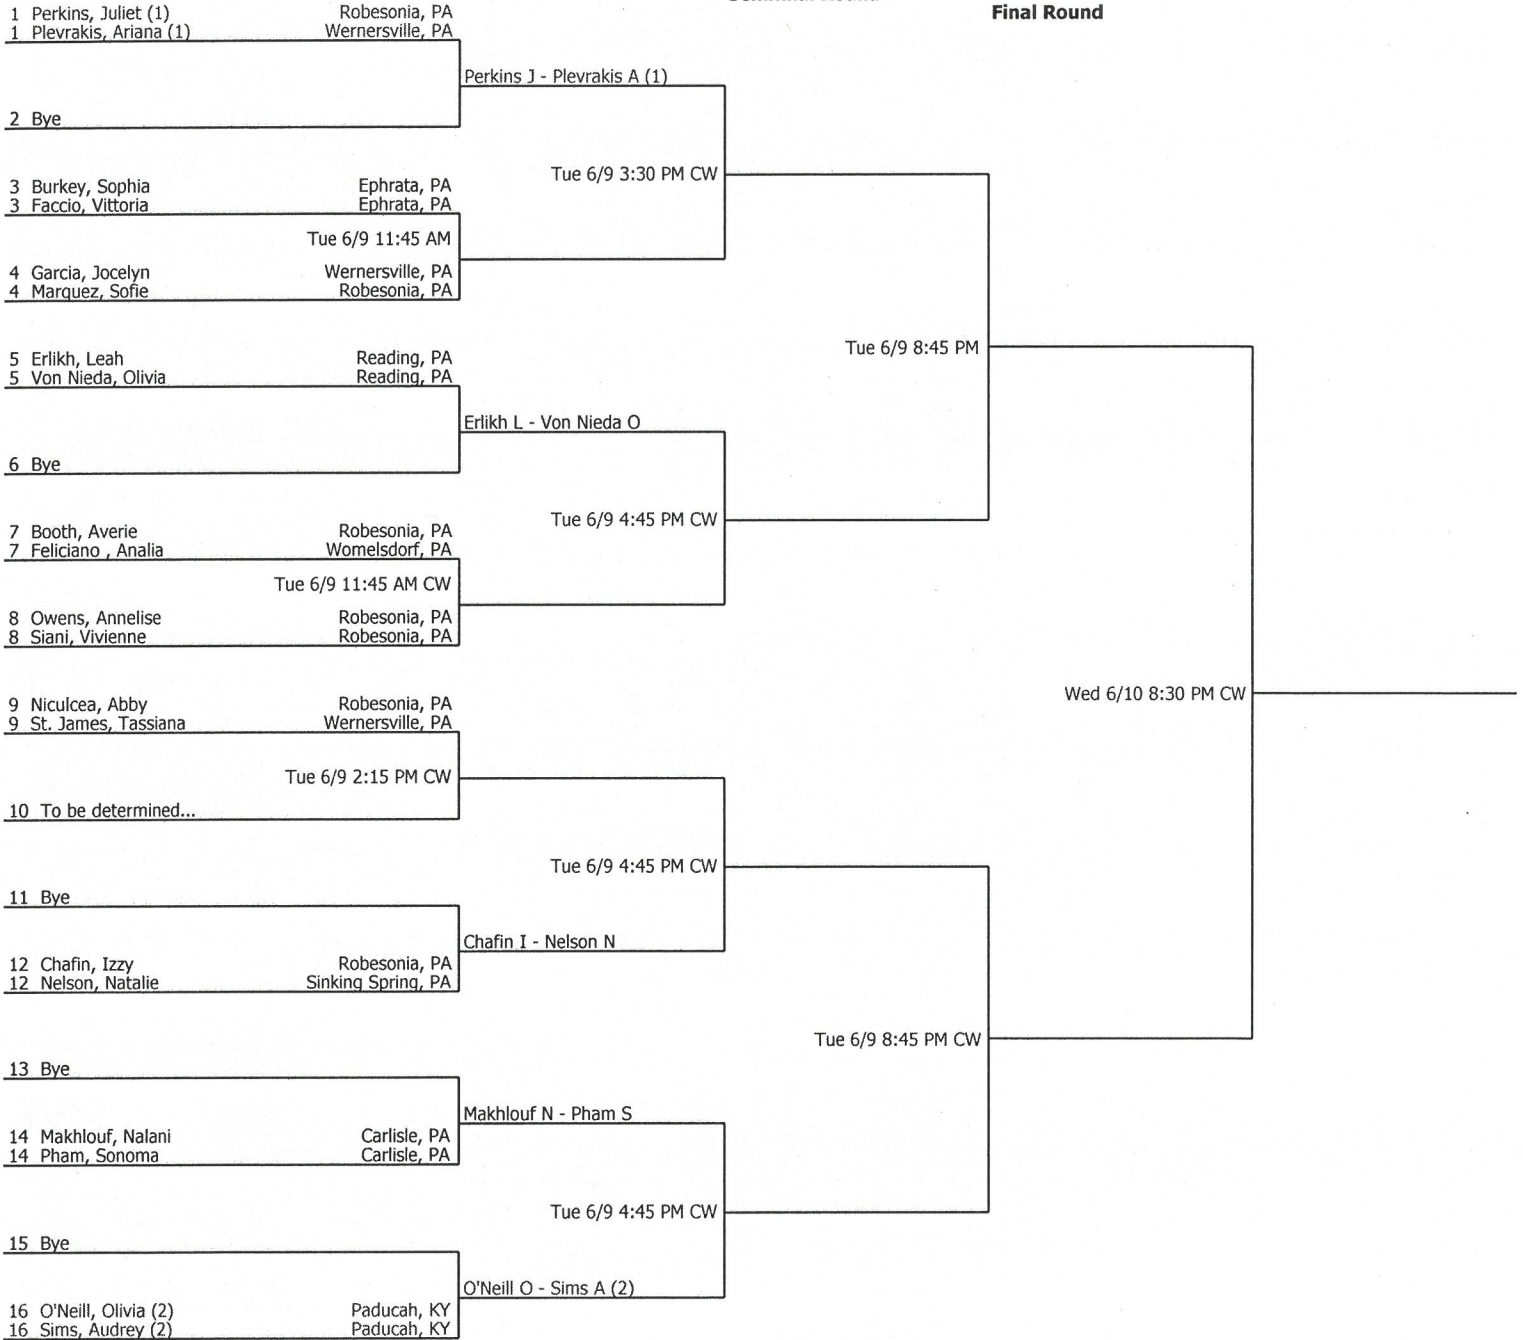 Final Round
1 Perkins, Juliet (1) Robesonia, PA
1 Plevrakis, Ariana (1) Wernersville, PA
Perkins J - Plevrakis A (1)
2 Bye
Tue 6/9 3:30 PM CW
3 Burkey, Sophia Ephrata, PA
3 Faccio, Vittoria Ephrata, PA
Tue 6/9 11:45 AM
4 Garcia, Jocelyn Wernersville, PA
4 Marquez, Sofie Robesonia, PA
Tue 6/9 8:45 PM
5 Erlikh, Leah Reading, PA
5 Von Nieda, Olivia Reading, PA
Erlikh L - Von Nieda O
6 Bye
Tue 6/9 4:45 PM CW
7 Booth, Averie Robesonia, PA
7 Feliciano , Analia Womelsdorf, PA
Tue 6/9 11:45 AM CW
8 Owens, Annelise Robesonia, PA
8 Siani, Vivienne Robesonia, PA
Wed 6/10 8:30 PM CW
9 Niculcea, Abby Robesonia, PA
9 St. James, Tassiana Wernersville, PA
Tue 6/9 2:15 PM CW
10 To be determined...
Tue 6/9 4:45 PM CW
11 Bye
Chafin I - Nelson N
12 Chafin, Izzy Robesonia, PA
12 Nelson, Natalie Sinking Spring, PA
Tue 6/9 8:45 PM CW
13 Bye
Makhlouf N - Pham S
14 Makhlouf, Nalani Carlisle, PA
14 Pham, Sonoma Carlisle, PA
Tue 6/9 4:45 PM CW
15 Bye
O'Neill O - Sims A (2)
16 O'Neill, Olivia (2) Paducah, KY
16 Sims, Audrey (2) Paducah, KY